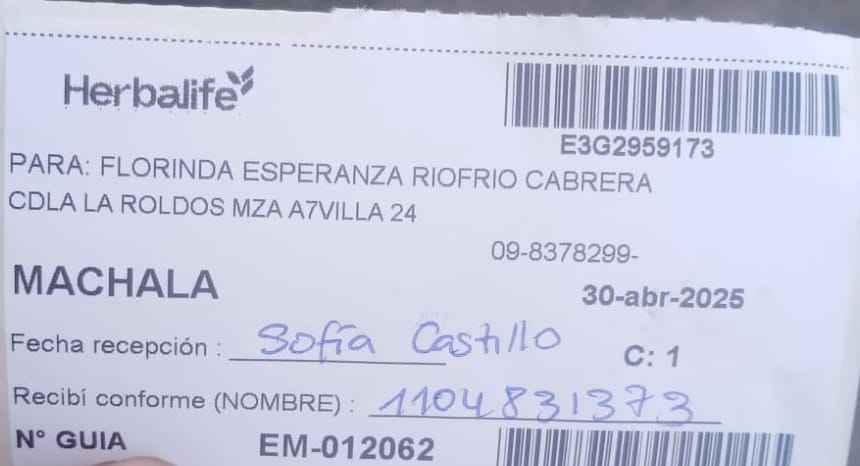 Herbalife
E3G2959173
PARA: FLORINDA ESPERANZA RIOFRIO CABRERA
CDLA LA ROLDOS MZA A7VILLA 24
09-8378299-
MACHALA
30-abr-2025
Fecha recepción : Sofía Castillo
C: 1
Recibí conforme (NOMBRE) : 1104831373
N° GUIA EM-012062